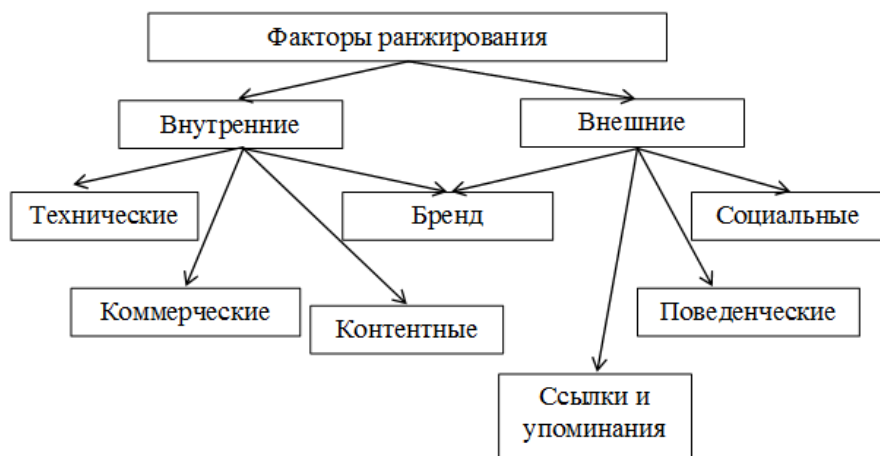 Факторы ранжирования
Внутренние
Внешние
Технические
Бренд
Социальные
Коммерческие
Контентные
Поведенческие
Ссылки и
упоминания